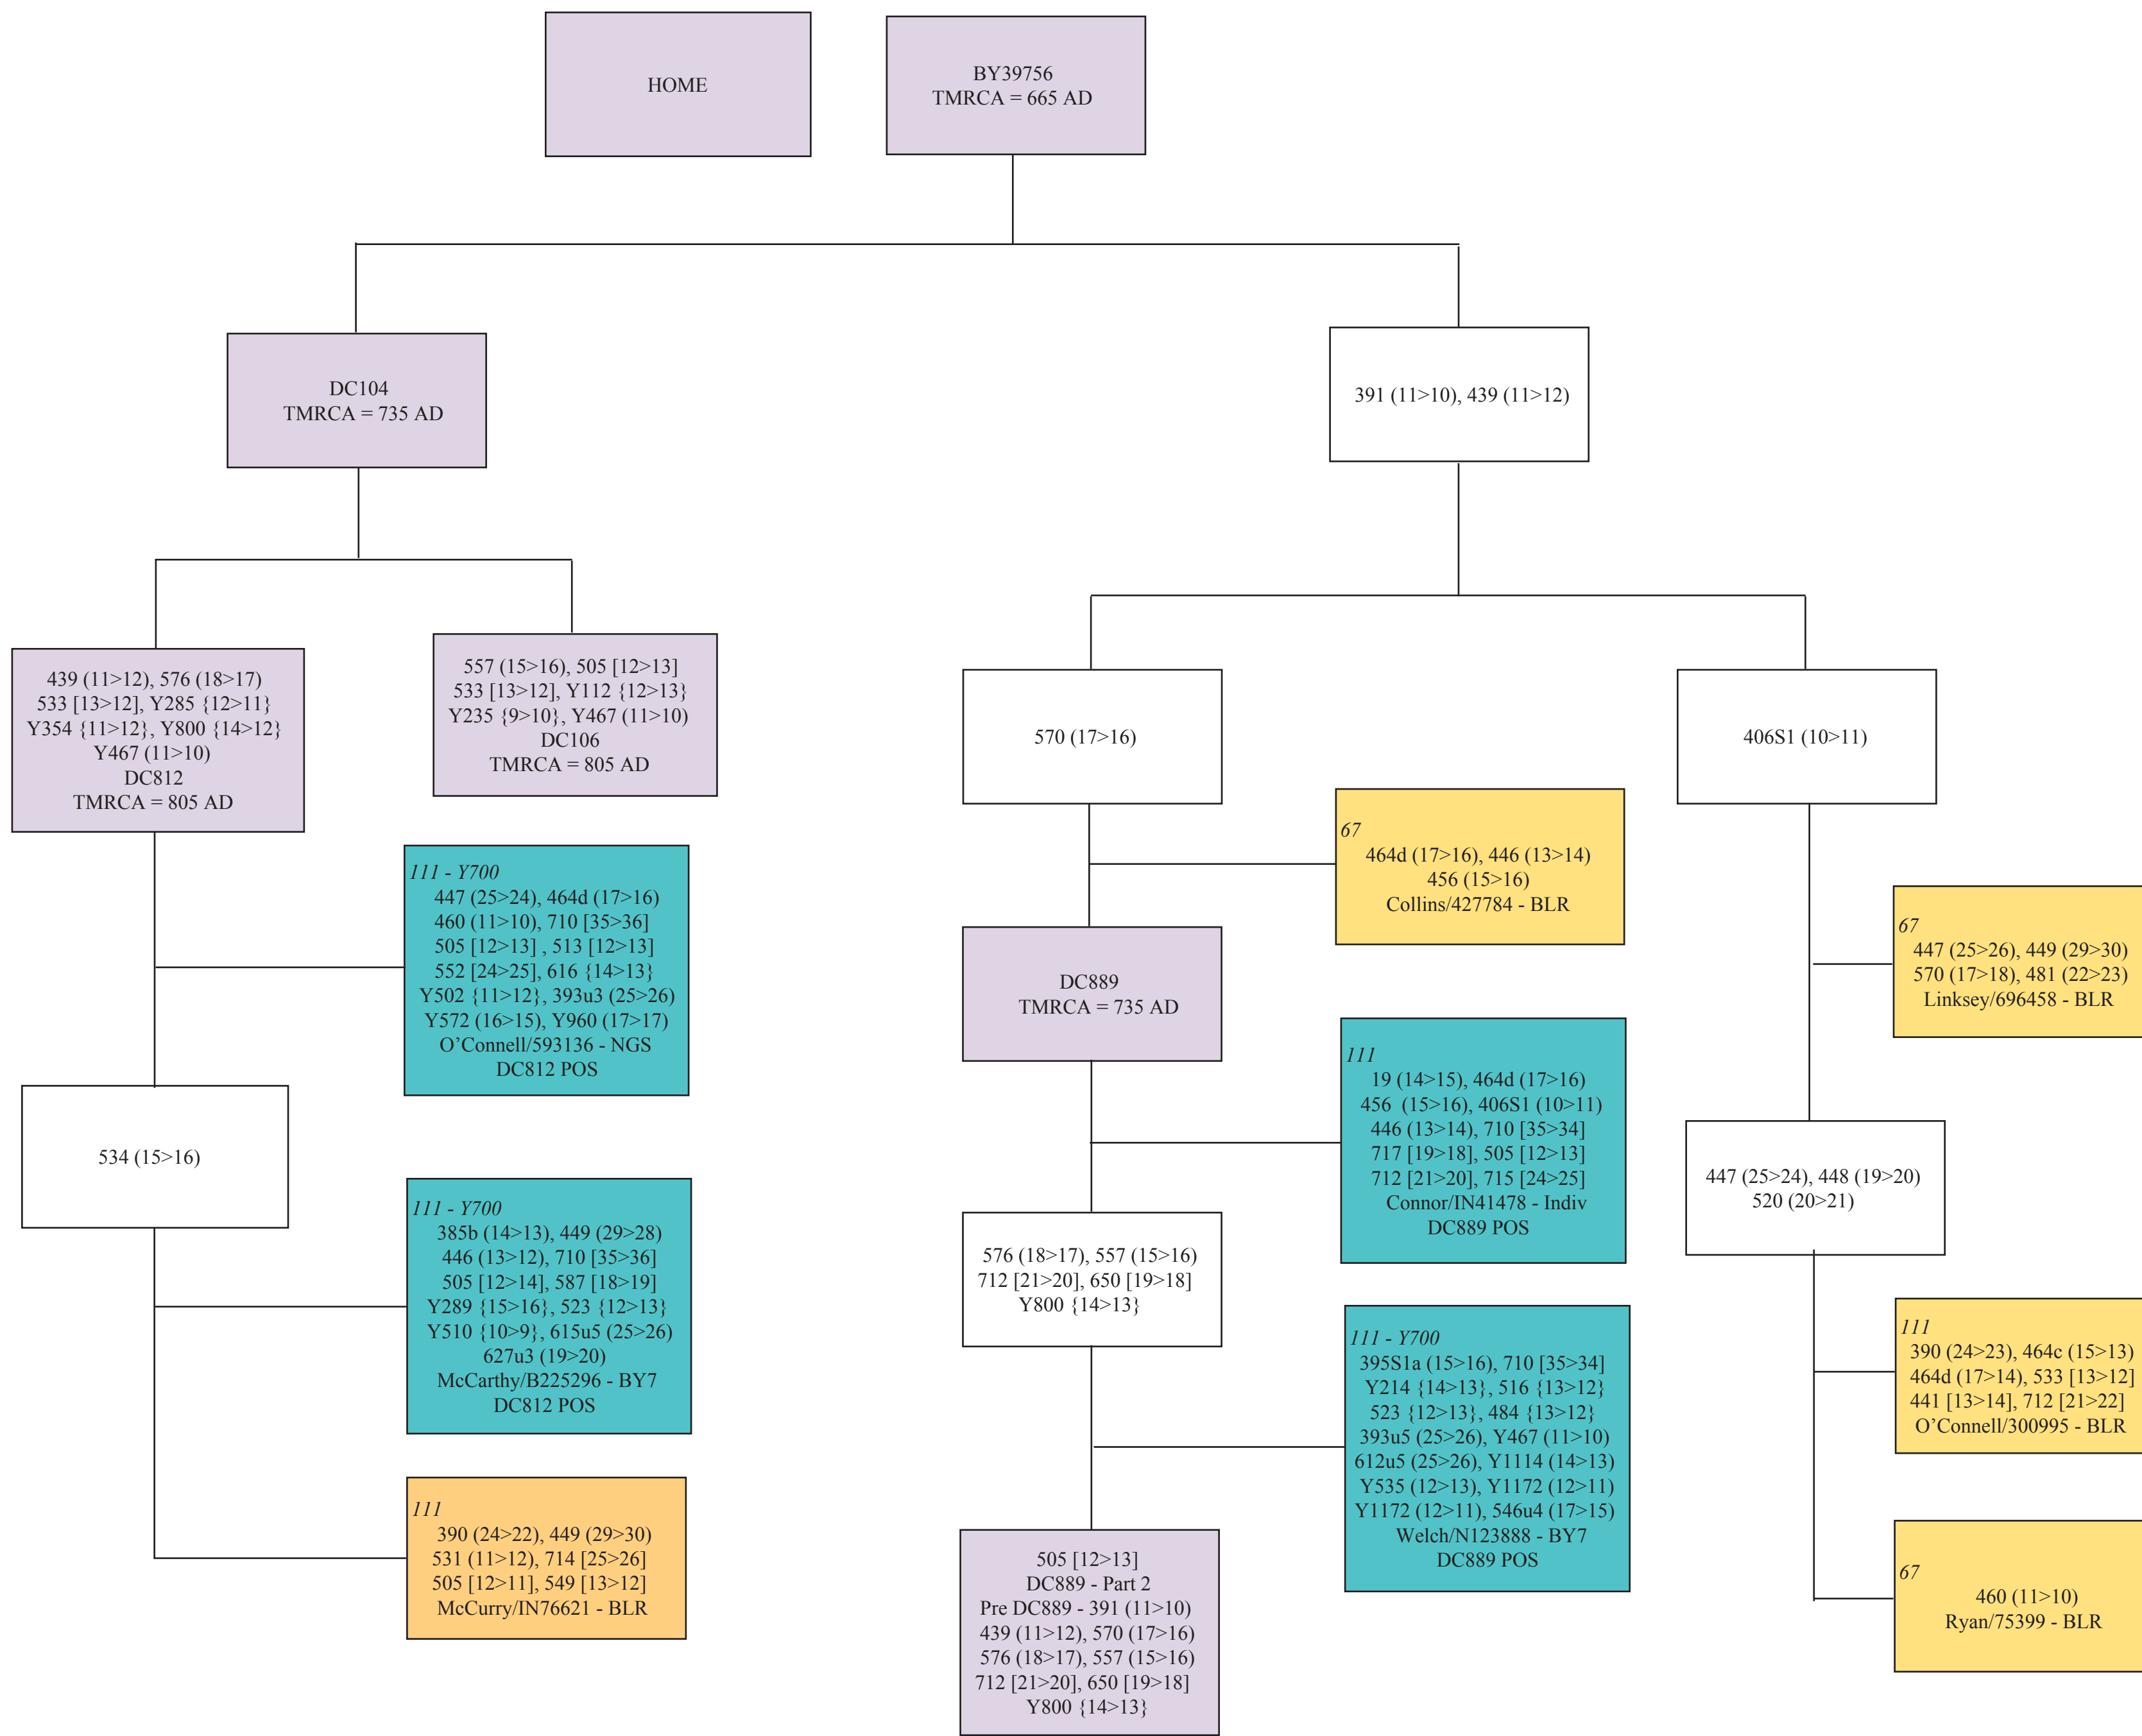 HOME
BY39756
TMRCA = 665 AD
DC104
TMRCA = 735 AD
391 (11>10), 439 (11>12)
439 (11>12), 576 (18>17)
533 [13>12], Y285 {12>11}
Y354 {11>12}, Y800 {14>12}
Y467 (11>10)
DC812
TMRCA = 805 AD
557 (15>16), 505 [12>13]
533 [13>12], Y112 {12>13}
Y235 {9>10}, Y467 (11>10)
DC106
TMRCA = 805 AD
570 (17>16)
406S1 (10>11)
67
464d (17>16), 446 (13>14)
456 (15>16)
Collins/427784 - BLR
111 - Y700
447 (25>24), 464d (17>16)
460 (11>10), 710 [35>36]
505 [12>13] , 513 [12>13]
552 [24>25], 616 {14>13}
Y502 {11>12}, 393u3 (25>26)
Y572 (16>15), Y960 (17>17)
O'Connell/593136 - NGS
DC812 POS
67
447 (25>26), 449 (29>30)
570 (17>18), 481 (22>23)
Linksey/696458 - BLR
DC889
TMRCA = 735 AD
111
19 (14>15), 464d (17>16)
456  (15>16), 406S1 (10>11)
446 (13>14), 710 [35>34]
717 [19>18], 505 [12>13]
712 [21>20], 715 [24>25]
Connor/IN41478 - Indiv
DC889 POS
534 (15>16)
447 (25>24), 448 (19>20)
520 (20>21)
111 - Y700
385b (14>13), 449 (29>28)
446 (13>12), 710 [35>36]
505 [12>14], 587 [18>19]
Y289 {15>16}, 523 {12>13}
Y510 {10>9}, 615u5 (25>26)
627u3 (19>20)
McCarthy/B225296 - BY7
DC812 POS
576 (18>17), 557 (15>16)
712 [21>20], 650 [19>18]
Y800 {14>13}
111 - Y700
395S1a (15>16), 710 [35>34]
Y214 {14>13}, 516 {13>12}
523 {12>13}, 484 {13>12}
393u5 (25>26), Y467 (11>10)
612u5 (25>26), Y1114 (14>13)
Y535 (12>13), Y1172 (12>11)
Y1172 (12>11), 546u4 (17>15)
Welch/N123888 - BY7
DC889 POS
111
390 (24>23), 464c (15>13)
464d (17>14), 533 [13>12]
441 [13>14], 712 [21>22]
O'Connell/300995 - BLR
111
390 (24>22), 449 (29>30)
531 (11>12), 714 [25>26]
505 [12>11], 549 [13>12]
McCurry/IN76621 - BLR
505 [12>13]
DC889 - Part 2
Pre DC889 - 391 (11>10)
439 (11>12), 570 (17>16)
576 (18>17), 557 (15>16)
712 [21>20], 650 [19>18]
Y800 {14>13}
67
460 (11>10)
Ryan/75399 - BLR